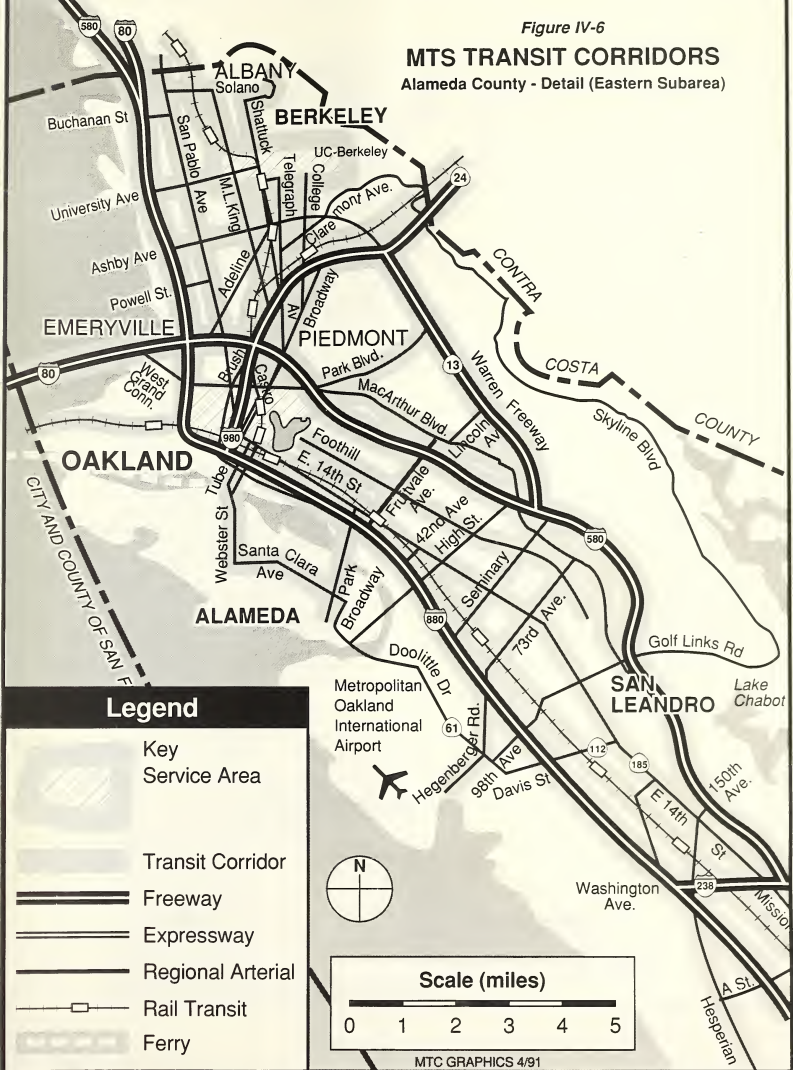 Figure IV-6
MTS TRANSIT CORRIDORS
Alameda County - Detail (Eastern Subarea)
580
80
ALBANY
Solano
BERKELEY
Buchanan St
San Pablo Ave
Shattuck
UC-Berkeley
M.L.King
Telegraph Av
College
24
University Ave
Claremont Ave.
Ashby Ave
Adeline
CONTRA
COSTA
COUNTY
Powell St.
Broadway
EMERYVILLE
PIEDMONT
80
Brush
Castro
Park Blvd.
13
Warren Freeway
West
Grand
Conn.
MacArthur Blvd.
Skyline Blvd
Lincoln
Av
980
Foothill
OAKLAND
E. 14th St
Tube
Fruitvale
Ave.
42nd Ave
High St.
580
CITY AND COUNTY OF SAN F
Webster St
Santa Clara
Ave
Park
Broadway
Seminary
ALAMEDA
880
73rd Ave.
Golf Links Rd
Doolittle Dr
SAN
LEANDRO
Lake
Chabot
Metropolitan
Oakland
International
Airport
61
Hegenberger Rd.
98th Ave
112
185
Davis St
150th
Ave.
E 14th
St
Washington
Ave.
238
Mission
A St.
Hesperian
Legend
Key
Service Area
Transit Corridor
Freeway
Expressway
Regional Arterial
Rail Transit
Ferry
N
Scale (miles)
0 1 2 3 4 5
MTC GRAPHICS 4/91